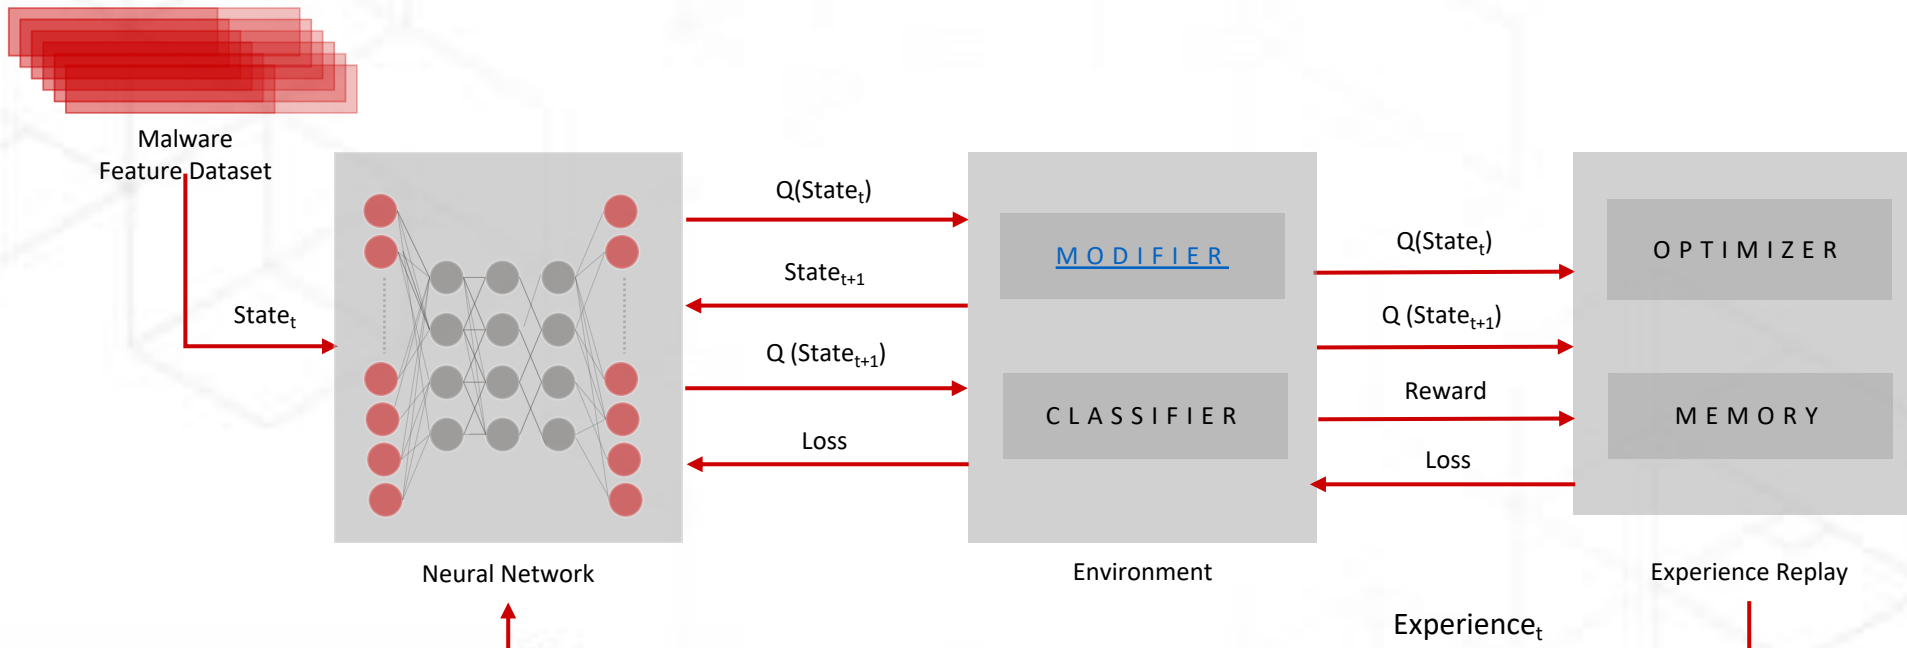 Malware
Feature Dataset
State_t
Neural Network
Q(State_t)
State_t+1
Q (State_t+1)
Loss
MODIFIER
CLASSIFIER
Environment
Q(State_t)
Q (State_t+1)
Reward
Loss
OPTIMIZER
MEMORY
Experience Replay
Experience_t